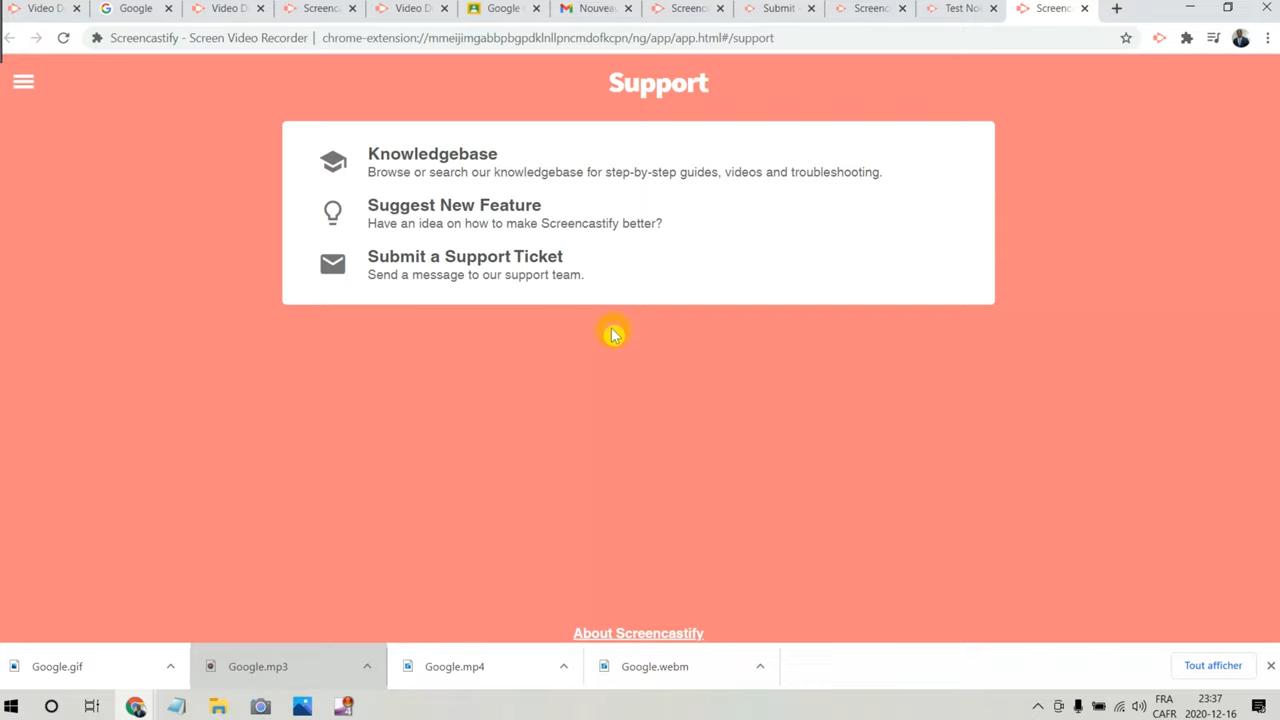 Video D
Google
Video D
Screenc
Video D
Google
Nouveau
Screenc
Submit
Screenc
Test No
Screenc
Screencastify - Screen Video Recorder | chrome-extension://mmeijimgabbpbgpdklnllpncmdofkcpn/ng/app/app.html#/support
Support
Knowledgebase
Browse or search our knowledgebase for step-by-step guides, videos and troubleshooting.
Suggest New Feature
Have an idea on how to make Screencastify better?
Submit a Support Ticket
Send a message to our support team.
About Screencastify
Google.gif
Google.mp3
Google.mp4
Google.webm
Tout afficher
FRA
CAFR
23:37
2020-12-16